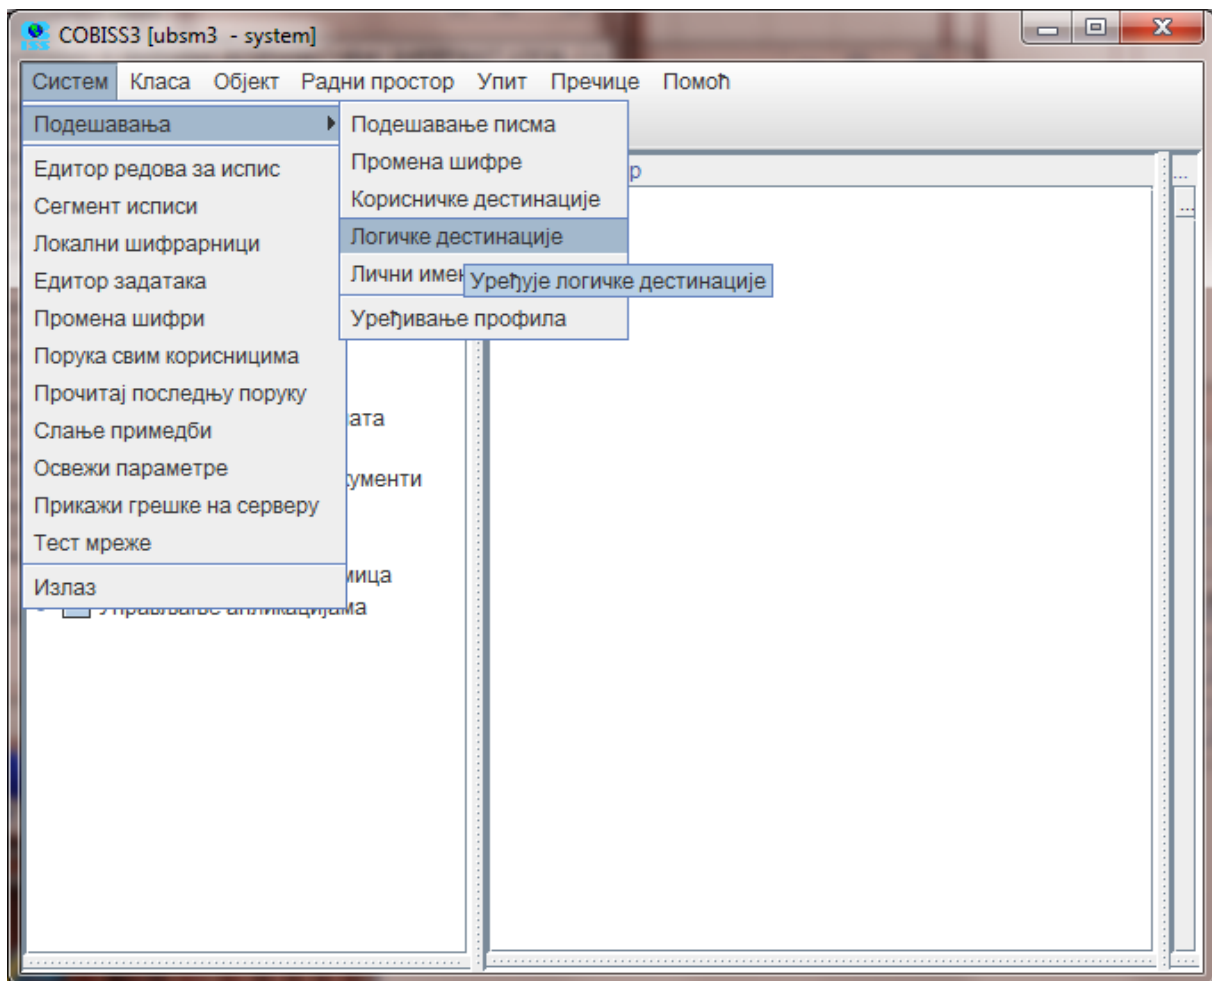 COBISS3 [ubsm3 - system]
Систем Класа Објект Радни простор Упит Пречице Помоћ
Подешавања
Едитор редова за испис
Сегмент исписи
Локални шифрарници
Едитор задатака
Промена шифри
Порука свим корисницима
Прочитај последњу поруку
Слање примедби
Освежи параметре
Прикажи грешке на серверу
Тест мреже
Излаз
Подешавање писма
Промена шифре
Корисничке дестинације
Логичке дестинације
Лични
Уређује логичке дестинације
Уређивање профила
...
...